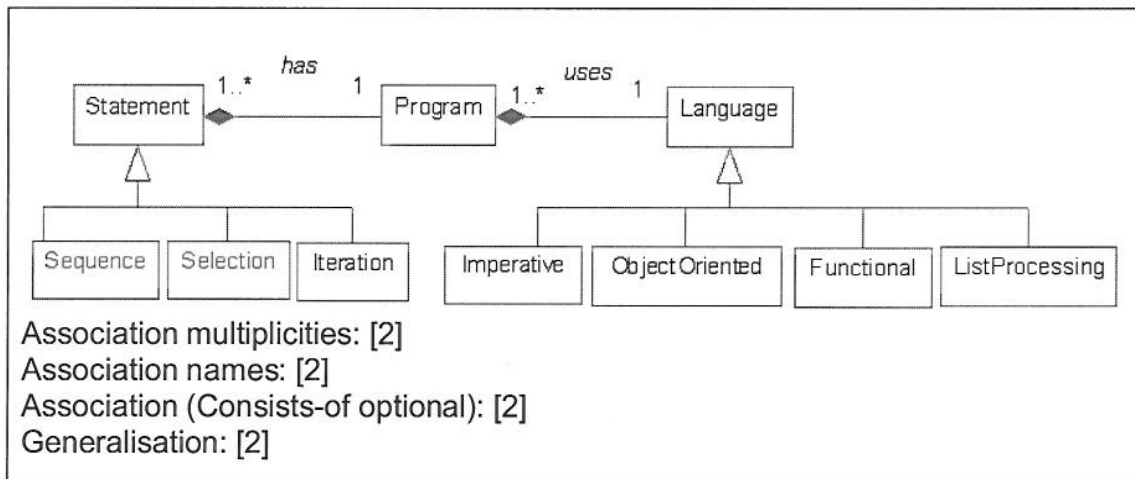 has
uses
1..*
1
1..*
1
Statement
Program
Language
Sequence
Selection
Iteration
Imperative
ObjectOriented
Functional
ListProcessing
Association multiplicities: [2]
Association names: [2]
Association (Consists-of optional): [2]
Generalisation: [2]